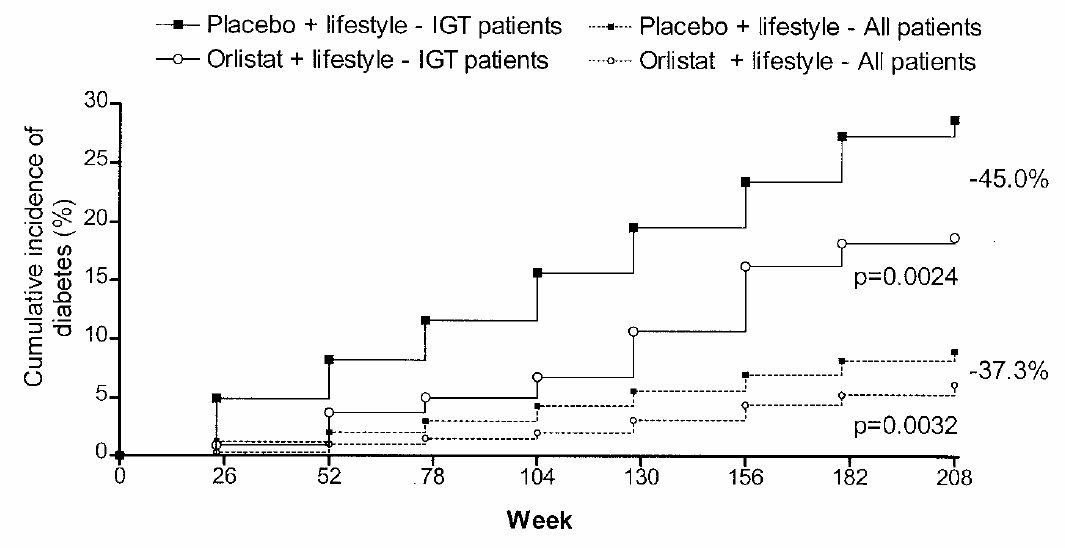 Placebo + lifestyle - IGT patients
Placebo + lifestyle - All patients
Orlistat + lifestyle - IGT patients
Orlistat + lifestyle - All patients
Cumulative incidence of
diabetes (%)
30
25
20
15
10
5
0
-45.0%
p=0.0024
-37.3%
p=0.0032
0 26 52 .78 104 130 156 182 208
Week